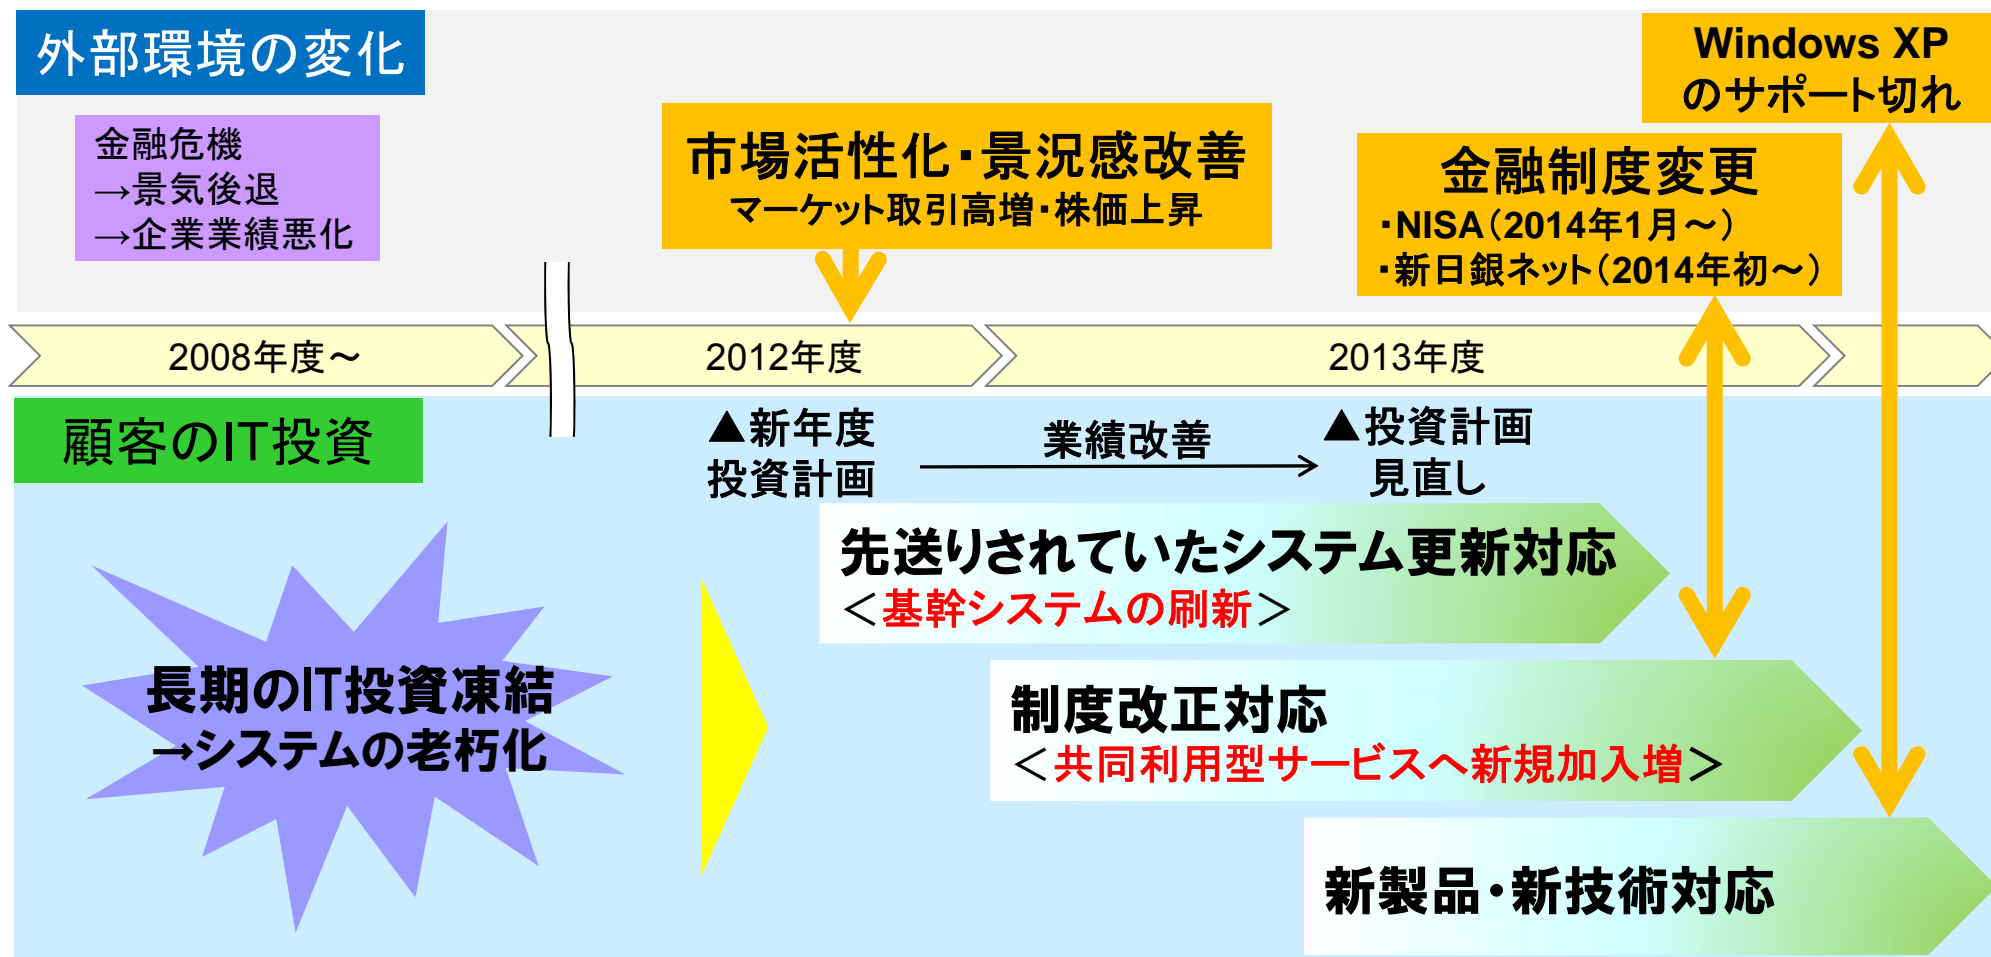 外部環境の変化
Windows XP
のサポート切れ
金融危機
→景気後退
→企業業績悪化
市場活性化・景況感改善
マーケット取引高増・株価上昇
金融制度変更
・NISA（2014年1月～）
・新日銀ネット（2014年初～）
2008年度～
2012年度
2013年度
顧客のIT投資
▲新年度
投資計画
業績改善
▲投資計画
見直し
先送りされていたシステム更新対応
＜基幹システムの刷新＞
長期のIT投資凍結
→システムの老朽化
制度改正対応
＜共同利用型サービスへ新規加入増＞
新製品・新技術対応